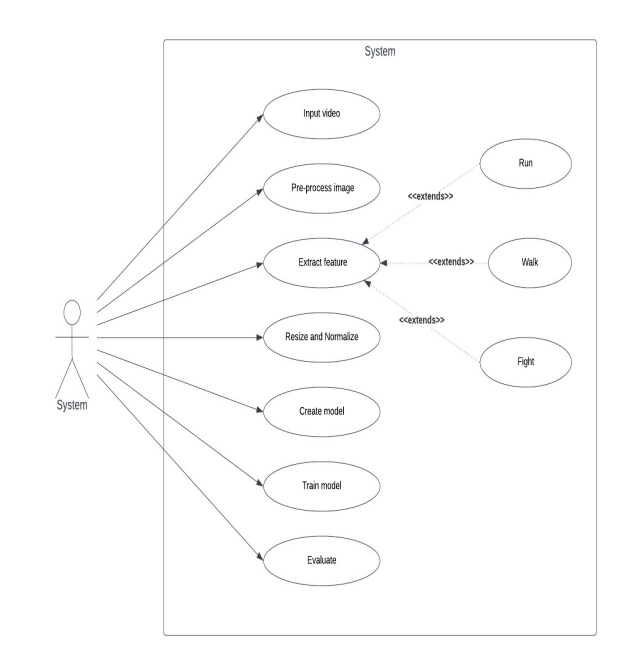 System
Input video
Run
Pre-process image
<<extends>>
Extract feature
<<extends>>
Walk
<<extends>>
Resize and Normalize
Fight
System
Create model
Train model
Evaluate